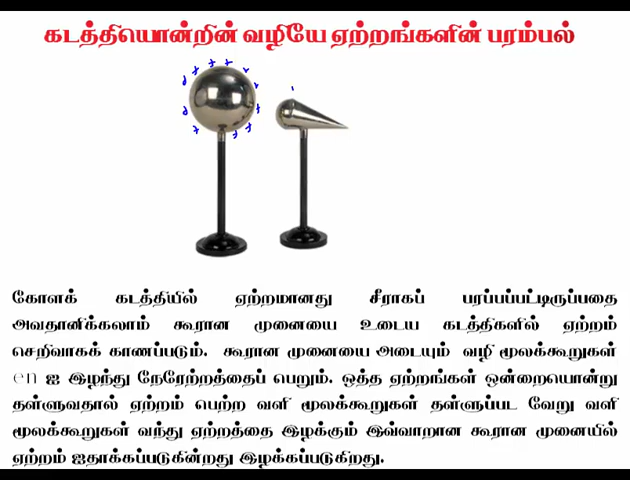 கடத்தியொன்றின் வழியே ஏற்றங்களின் பரம்பல்
கோளக் கடத்தியில் ஏற்றமானது சீராகப் பரப்பப்பட்டிருப்பதை
அவதானிக்கலாம் கூரான முனையை உடைய கடத்திகளில் ஏற்றம்
செறிவாகக் காணப்படும். கூரான முனையை அடையும் வழி மூலக்கூறுகள்
en ஐ இழந்து நேரேற்றத்தைப் பெறும். ஒத்த ஏற்றங்கள் ஒன்றையொன்று
தள்ளுவதால் ஏற்றம் பெற்ற வளி மூலக்கூறுகள் தள்ளுப்பட வேறு வளி
மூலக்கூறுகள் வந்து ஏற்றத்தை இழக்கும் இவ்வாறான கூரான முனையில்
ஏற்றம் ஐதாக்கப்படுகின்றது இழக்கப்படுகிறது.